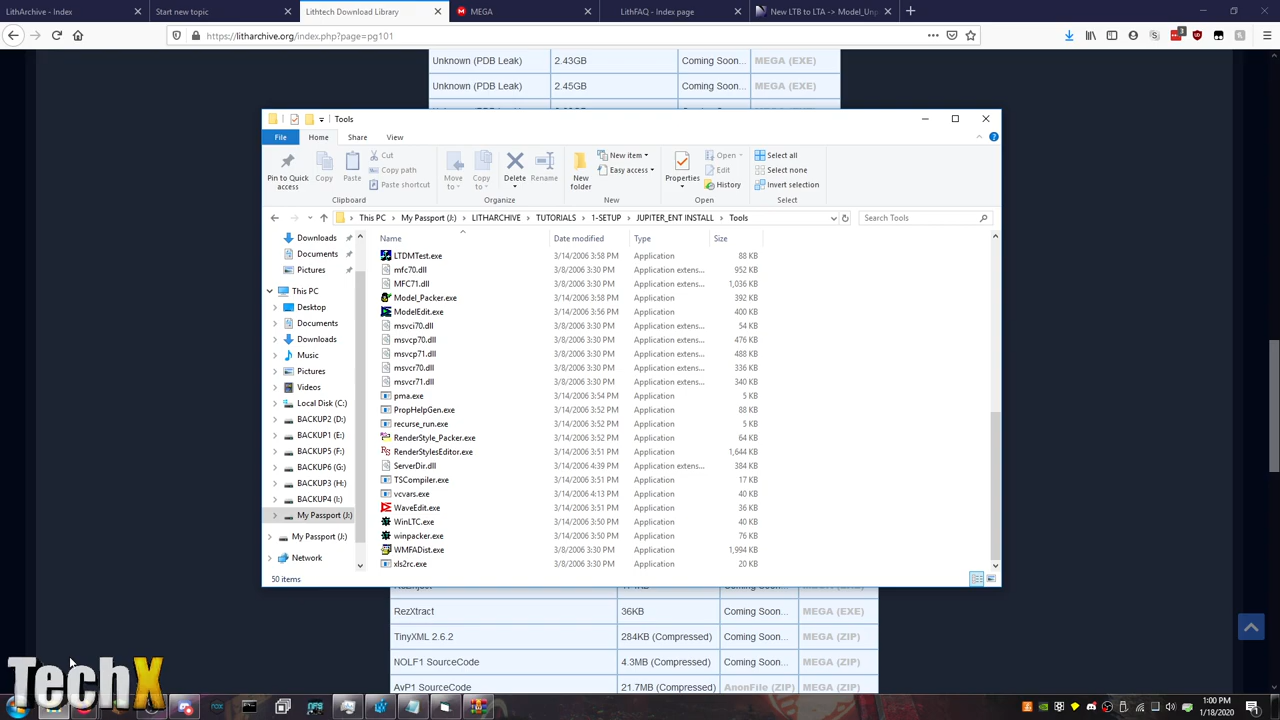 LithArchive - Index
Start new topic
Lithtech Download Library
MEGA
LithFAQ — Index page
New LTB to LTA -> Model_Unp
https://litharchive.org/index.php?page=pg101
Unknown (PDB Leak) 2.43GB Coming Soon... MEGA (EXE)
Unknown (PDB Leak) 2.45GB Coming Soon... MEGA (EXE)
Tools
File Home Share View
Pin to Quick access
Copy
Paste
Cut
Copy path
Paste shortcut
Clipboard
Move to
Copy to
Delete
Rename
Organize
New folder
New item
Easy access
New
Properties
Open
Edit
History
Open
Select all
Select none
Invert selection
Select
This PC My Passport (J:) LITHARCHIVE TUTORIALS 1-SETUP JUPITER_ENT INSTALL Tools
Search Tools
Downloads
Documents
Pictures
This PC
Desktop
Documents
Downloads
Music
Pictures
Videos
Local Disk (C:)
BACKUP2 (D:)
BACKUP1 (E:)
BACKUP5 (F:)
BACKUP6 (G:)
BACKUP3 (H:)
BACKUP4 (I:)
My Passport (J:)
My Passport (J:)
Network
Name Date modified Type Size
LTDMTest.exe 3/14/2006 3:58 PM Application 88 KB
mfc70.dll 3/8/2006 3:30 PM Application extens... 952 KB
MFC71.dll 3/8/2006 3:30 PM Application extens... 1,036 KB
Model_Packer.exe 3/14/2006 3:58 PM Application 392 KB
ModelEdit.exe 3/14/2006 3:56 PM Application 400 KB
msvci70.dll 3/8/2006 3:30 PM Application extens... 54 KB
msvcp70.dll 3/8/2006 3:30 PM Application extens... 476 KB
msvcp71.dll 3/8/2006 3:30 PM Application extens... 488 KB
msvcr70.dll 3/8/2006 3:30 PM Application extens... 336 KB
msvcr71.dll 3/8/2006 3:30 PM Application extens... 340 KB
pma.exe 3/14/2006 3:54 PM Application 5 KB
PropHelpGen.exe 3/14/2006 3:52 PM Application 88 KB
recurse_run.exe 3/14/2006 3:52 PM Application 5 KB
RenderStyle_Packer.exe 3/14/2006 3:52 PM Application 64 KB
RenderStylesEditor.exe 3/14/2006 3:51 PM Application 1,644 KB
ServerDir.dll 3/14/2006 4:39 PM Application extens... 384 KB
TSCompiler.exe 3/14/2006 3:51 PM Application 17 KB
vcvars.exe 3/14/2006 4:13 PM Application 40 KB
WaveEdit.exe 3/14/2006 3:51 PM Application 36 KB
WinLTC.exe 3/14/2006 3:50 PM Application 40 KB
winpacker.exe 3/14/2006 3:50 PM Application 76 KB
WMFADist.exe 3/8/2006 3:30 PM Application 1,994 KB
xls2rc.exe 3/8/2006 3:30 PM Application 20 KB
50 items
RezXtract 36KB Coming Soon... MEGA (EXE)
TinyXML 2.6.2 284KB (Compressed) Coming Soon... MEGA (ZIP)
NOLF1 SourceCode 4.3MB (Compressed) Coming Soon... MEGA (ZIP)
AvP1 SourceCode 21.7MB (Compressed) AnonFile (ZIP) MEGA (ZIP)
TechX
1:00 PM
1/18/2020